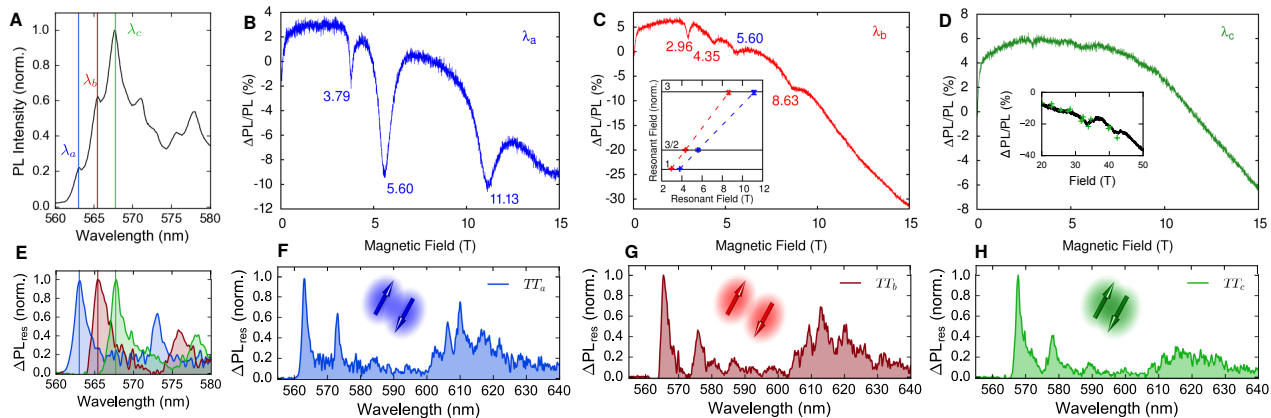 A
PL Intensity (norm.)
1.0
0.8
0.6
0.4
0.2
0.0
λa
λb
λc
560 565 570 575 580
Wavelength (nm)
B
ΔPL/PL (%)
4
2
0
-2
-4
-6
-8
-10
-12
λa
3.79
5.60
11.13
0 5 10 15
Magnetic Field (T)
C
ΔPL/PL (%)
5
0
-5
-10
-15
-20
-25
-30
λb
2.96
4.35
5.60
8.63
Resonant Field (norm.)
3
3/2
1
0 2 4 6 8 10 12
Resonant Field (T)
0 5 10 15
Magnetic Field (T)
D
ΔPL/PL (%)
8
6
4
2
0
-2
-4
-6
-8
λc
Δ PL/PL (%)
0
-20
-40
20 30 40 50
Field (T)
0 5 10 15
Magnetic Field (T)
E
ΔPLres (norm.)
1.0
0.8
0.6
0.4
0.2
0.0
560 565 570 575 580
Wavelength (nm)
F
ΔPLres (norm.)
1.0
0.8
0.6
0.4
0.2
0.0
TTa
560 570 580 590 600 610 620 630 640
Wavelength (nm)
G
ΔPLres (norm.)
1.0
0.8
0.6
0.4
0.2
0.0
TTb
560 570 580 590 600 610 620 630 640
Wavelength (nm)
H
ΔPLres (norm.)
1.0
0.8
0.6
0.4
0.2
0.0
TTc
560 570 580 590 600 610 620 630 640
Wavelength (nm)